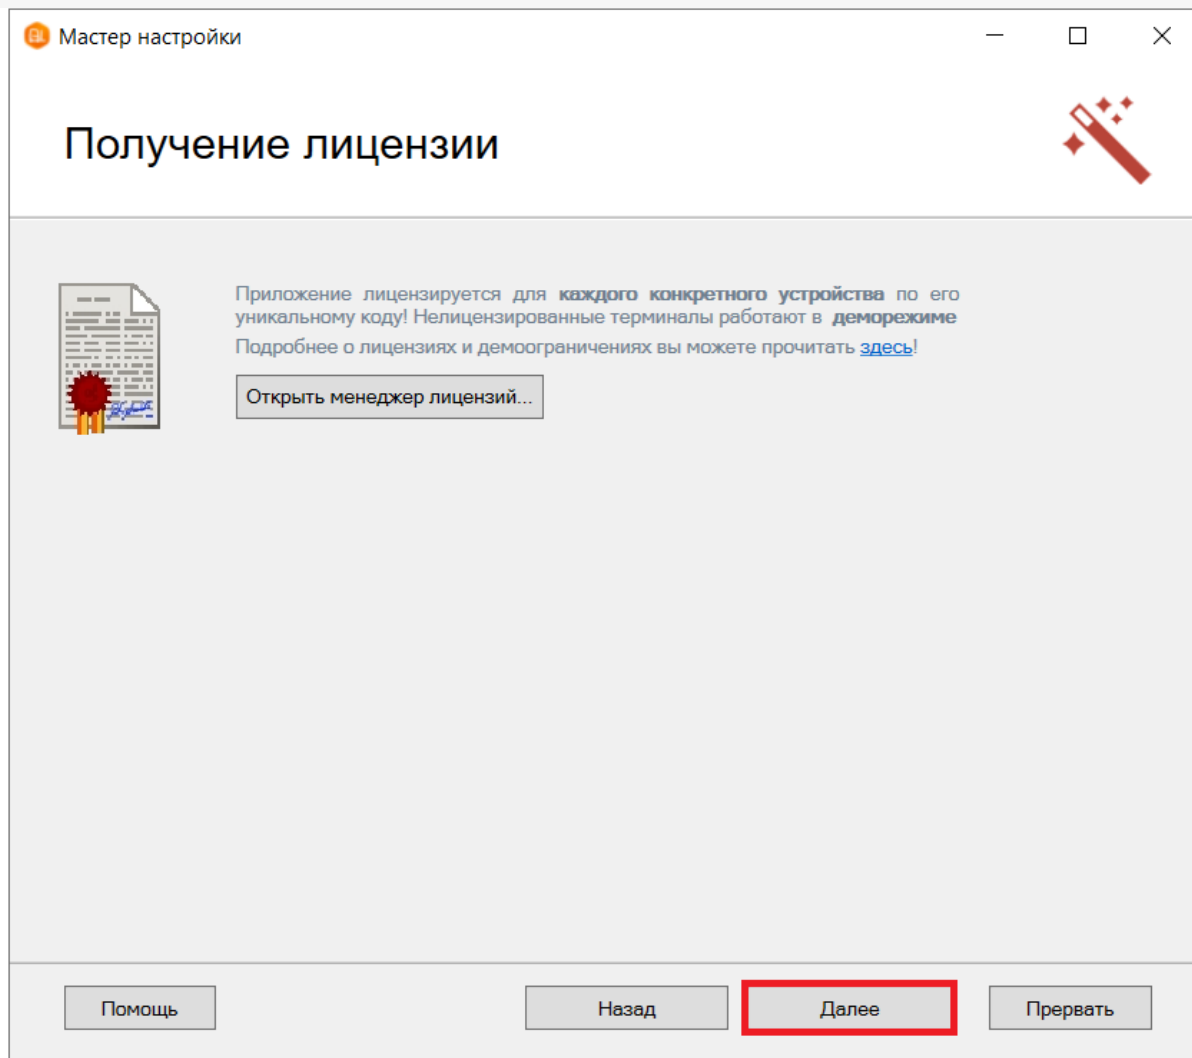 Мастер настройки
Получение лицензии
Приложение лицензируется для каждого конкретного устройства по его
уникальному коду! Нелицензированные терминалы работают в деморежиме
Подробнее о лицензиях и демоограничениях вы можете прочитать здесь!
Открыть менеджер лицензий...
Помощь
Назад
Далее
Прервать